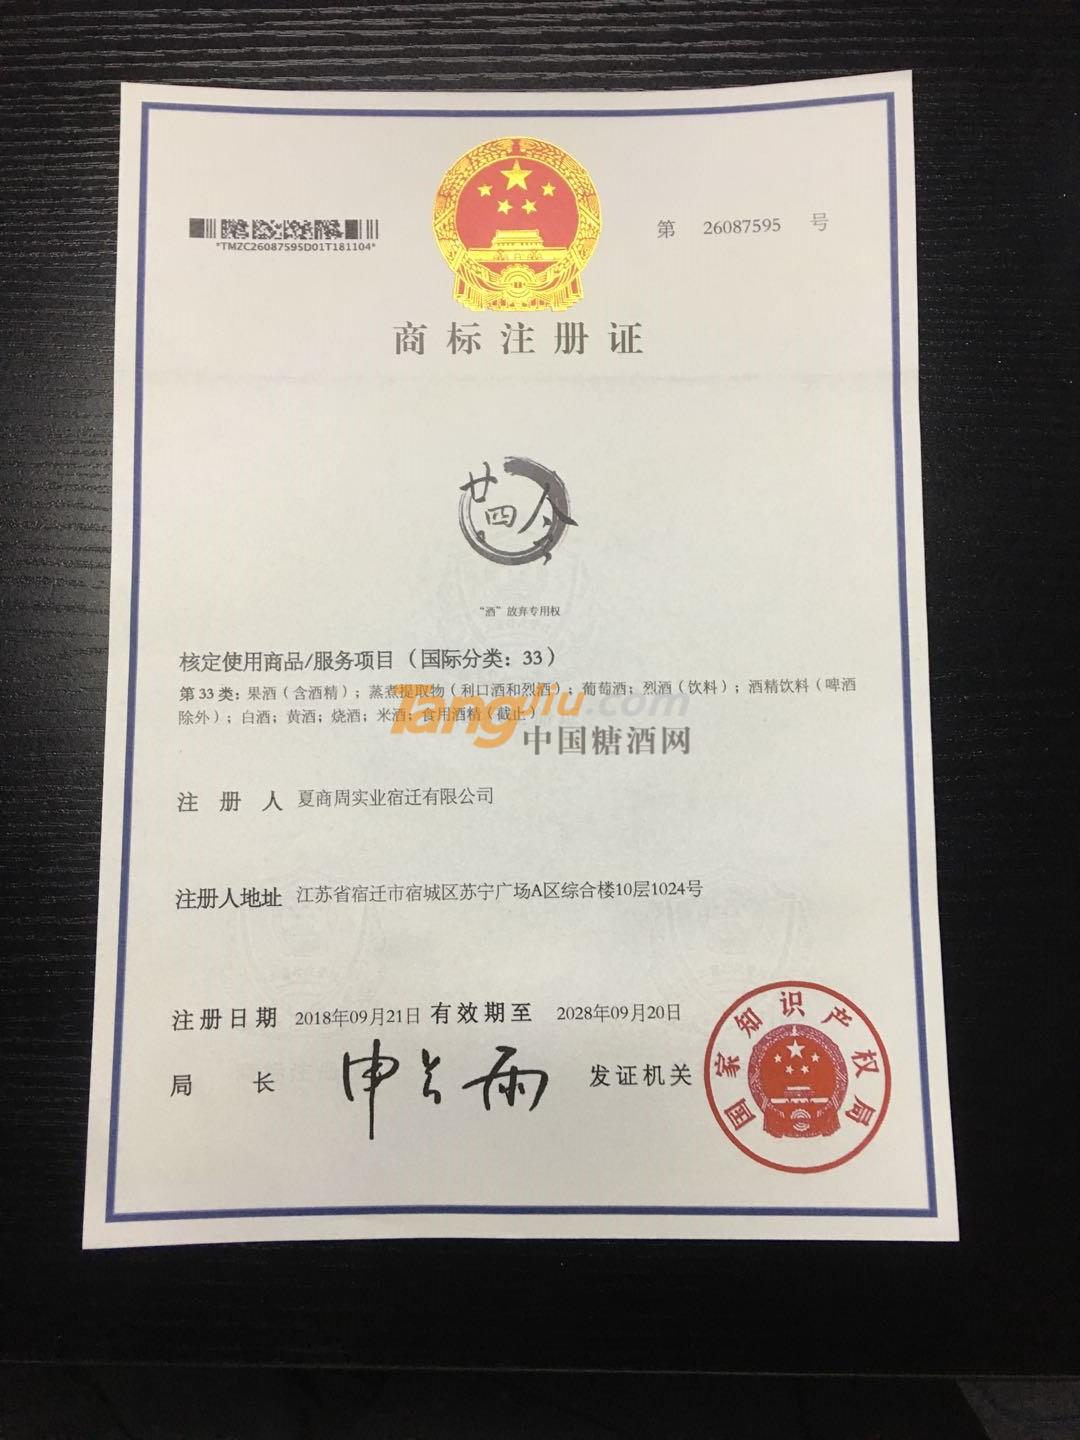 *TMZC26087595D01T181104*
第 26087595 号
商标注册证
廿四
“酒”放弃专用权
核定使用商品/服务项目（国际分类：33）
第 33 类：果酒（含酒精）；蒸煮提取物（利口酒和烈酒）；葡萄酒；烈酒（饮料）；酒精饮料（啤酒
除外）；白酒；黄酒；烧酒；米酒；食用酒精（截止）
TangJiu.com
中国糖酒网
注册人 夏商周实业宿迁有限公司
注册人地址 江苏省宿迁市宿城区苏宁广场A区综合楼10层1024号
注册日期 2018年09月21日 有效期至 2028年09月20日
局长 申长雨 发证机关
国家知识产权局